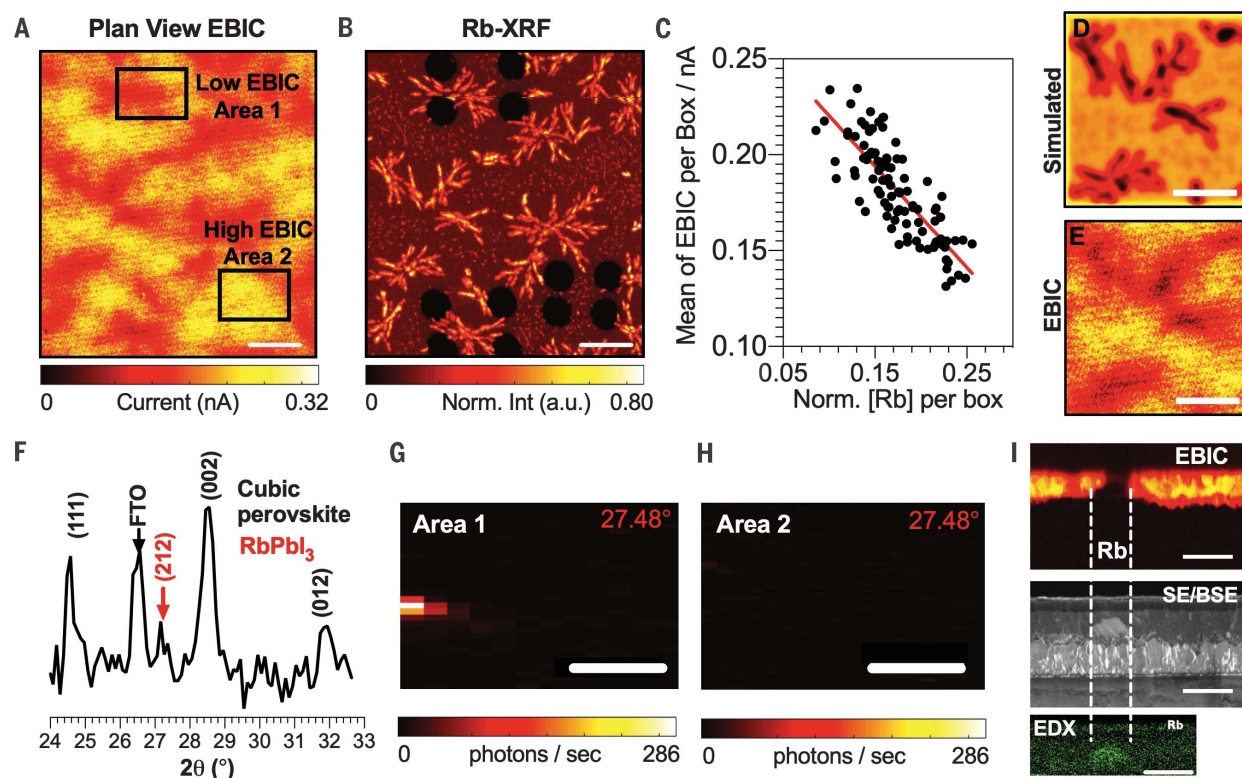 A
Plan View EBIC
Low EBIC
Area 1
High EBIC
Area 2
0
Current (nA)
0.32
B
Rb-XRF
0
Norm. Int (a.u.)
0.80
C
Mean of EBIC per Box / nA
0.25
0.20
0.15
0.10
0.05
0.15
0.25
Norm. [Rb] per box
D
Simulated
E
EBIC
F
(111)
FTO
(212)
(002)
(012)
Cubic
perovskite
RbPbI₃
24 25 26 27 28 29 30 31 32 33
2θ (°)
G
Area 1
27.48°
0
photons / sec
286
H
Area 2
27.48°
0
photons / sec
286
I
EBIC
Rb
SE/BSE
EDX
Rb